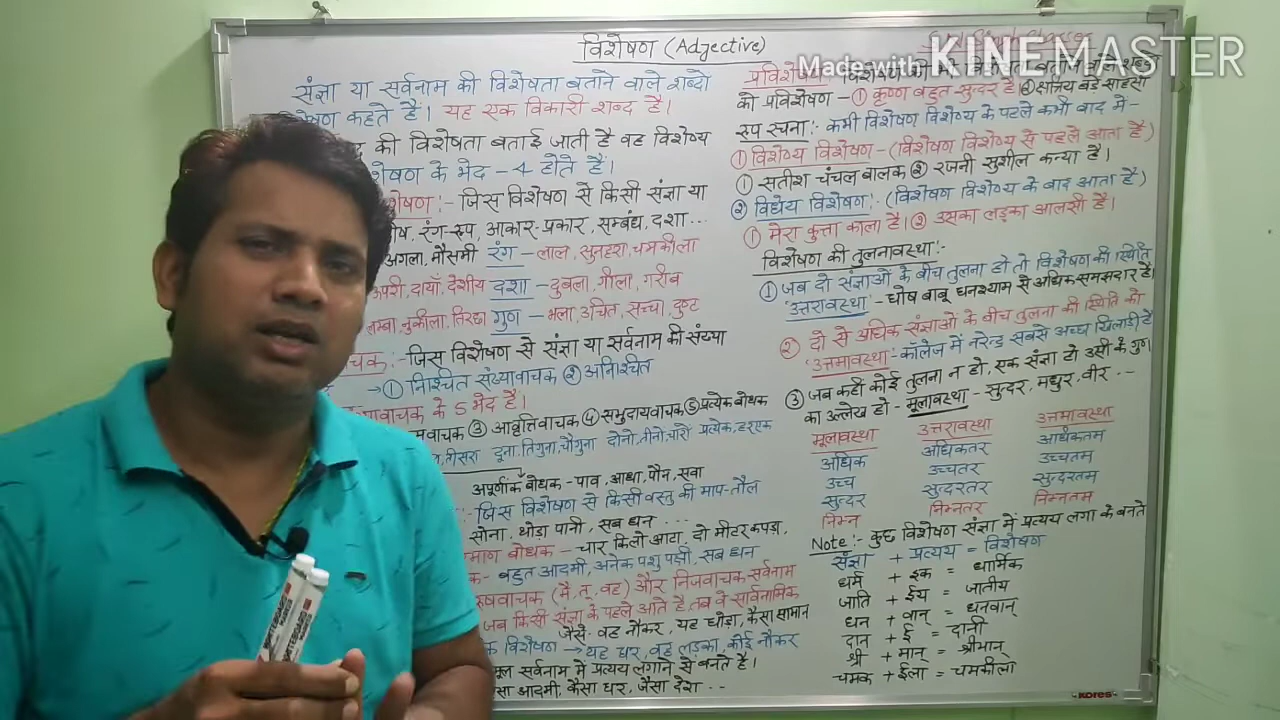 विशेषण (Adjective)
Made with KINEMASTER
संज्ञा या सर्वनाम की विशेषता बताने वाले शब्दो
कहते है। यह एक विकारी शब्द है।
की विशेषता बताई जाती है वह विशेष्य
के भेद - 4 होते हैं।
:- जिस विशेषण से किसी संज्ञा या
रंग-रूप, आकार-प्रकार, सम्बंध, दशा...
अगला, मौसमी रंग - लाल, सुनहरा, चमकीला
दायाँ, देशीय दशा - दुबला, गीला, गरीब
नुकीला, तिरछा गुण - भला, उचित, सच्चा, दुष्ट
:- जिस विशेषण से संज्ञा या सर्वनाम की संख्या
→ ① निश्चित संख्यावाचक ② अनिश्चित
के 5 भेद है।
③ आवृत्तिवाचक ④ समुदायवाचक ⑤ प्रत्येक बोधक
तीसरा दूना, तिगुना, चौगुना दोनो, तीनो, चारो प्रत्येक, हरएक
अपूर्णांक बोधक - पाव, आधा, पौन, सवा
जिस विशेषण से किसी वस्तु की माप-तौल
सोना, थोड़ा पानी, सब धन ...
बोधक - चार किलो आटा, दो मीटर कपड़ा,
- बहुत आदमी, अनेक पशु पक्षी, सब धन
(मै, तू, वह) और निजवाचक सर्वनाम
जब किसी संज्ञा के पहले आते है, तब वे सार्वनामिक
जैसे- वह नौकर, यह घोड़ा, कैसा सामान
विशेषण → यह घर, वह लड़का, कोई नौकर
मूल सर्वनाम में प्रत्यय लगाने से बनते है।
आदमी, कैसा घर, जैसा देश ..
को प्रविशेषण - ① कृष्ण बहुत सुन्दर है।
रूप रचना :- कभी विशेषण विशेष्य के पहले कभी बाद में -
① विशेष्य विशेषण - (विशेषण विशेष्य से पहले आता है)
① सतीश चंचल बालक ② रजनी सुशील कन्या है।
② विधेय विशेषण :- (विशेषण विशेष्य के बाद आता है)
① मेरा कुत्ता काला है। ② उसका लड़का आलसी है।
विशेषण की तुलनावस्था :-
① जब दो संज्ञाओं के बीच तुलना हो तो विशेषण की स्थिति
'उत्तरावस्था' - घोष बाबू घनश्याम से अधिक समझदार है।
② दो से अधिक संज्ञाओं के बीच तुलना की स्थिति को
'उत्तमावस्था' - कॉलेज में नरेन्द्र सबसे अच्छा खिलाड़ी है
③ जब कही कोई तुलना न हो, एक संज्ञा हो उसी के गुण
का उल्लेख हो - मूलावस्था - सुन्दर, मधुर, वीर ...
मूलावस्था उत्तरावस्था उत्तमावस्था
अधिक अधिकतर अधिकतम
उच्च उच्चतर उच्चतम
सुन्दर सुन्दरतर सुन्दरतम
निम्न निम्नतर निम्नतम
Note :- कुछ विशेषण संज्ञा में प्रत्यय लगा के बनते
संज्ञा + प्रत्यय = विशेषण
धर्म + इक = धार्मिक
जाति + ईय = जातीय
धन + वान् = धनवान्
दान + ई = दानी
श्री + मान् = श्रीमान्
चमक + ईला = चमकीला
KORES